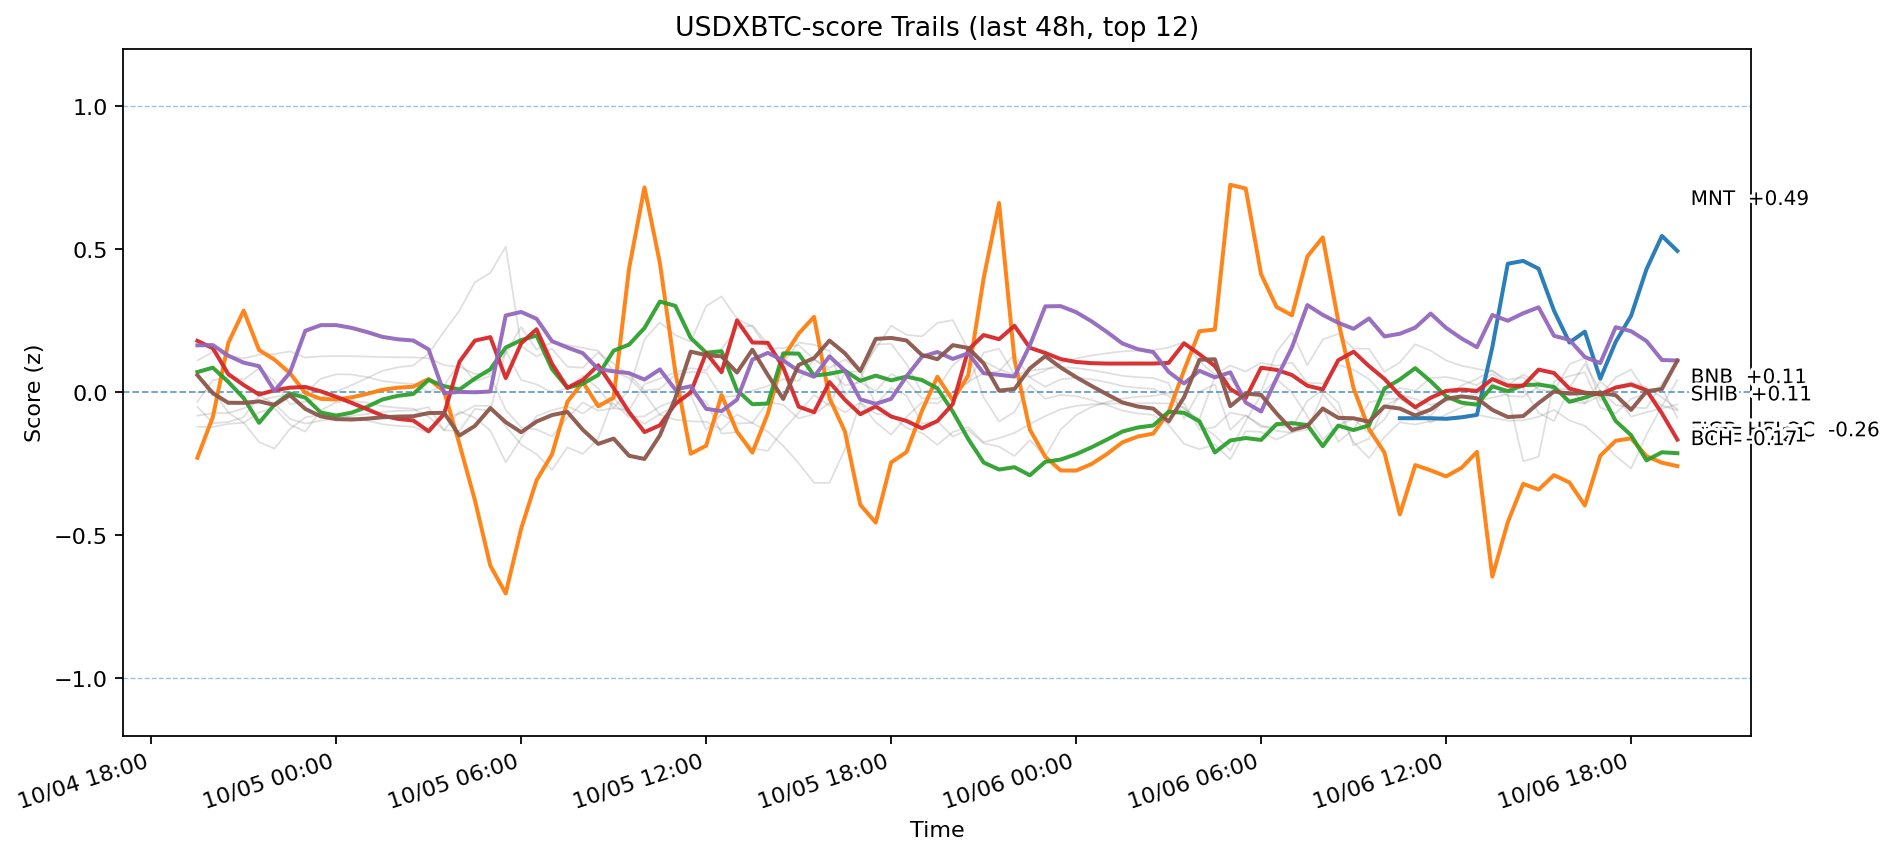 USDXBTC-score Trails (last 48h, top 12)
Score (z)
1.0
0.5
0.0
−0.5
−1.0
MNT +0.49
BNB +0.11
SHIB +0.11
-0.26
BCH -0.17
10/04 18:00
10/05 00:00
10/05 06:00
10/05 12:00
10/05 18:00
10/06 00:00
10/06 06:00
10/06 12:00
10/06 18:00
Time